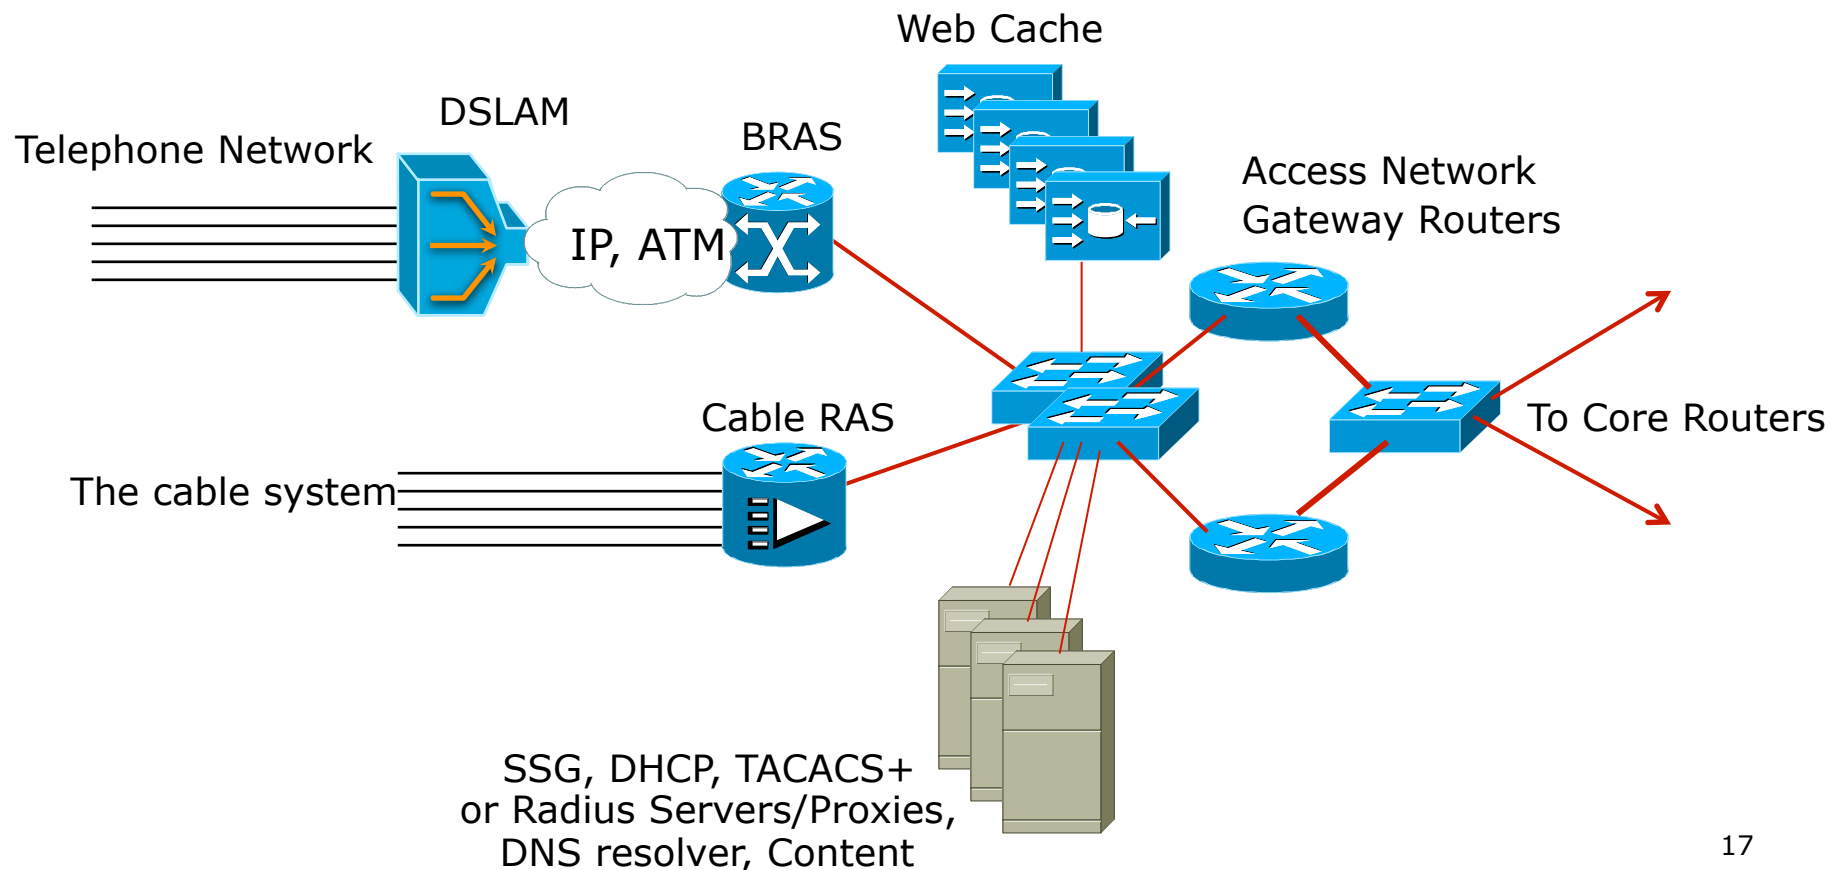 Web Cache
DSLAM
BRAS
Telephone Network
Access Network
Gateway Routers
IP, ATM
Cable RAS
To Core Routers
The cable system
SSG, DHCP, TACACS+
or Radius Servers/Proxies,
DNS resolver, Content
17